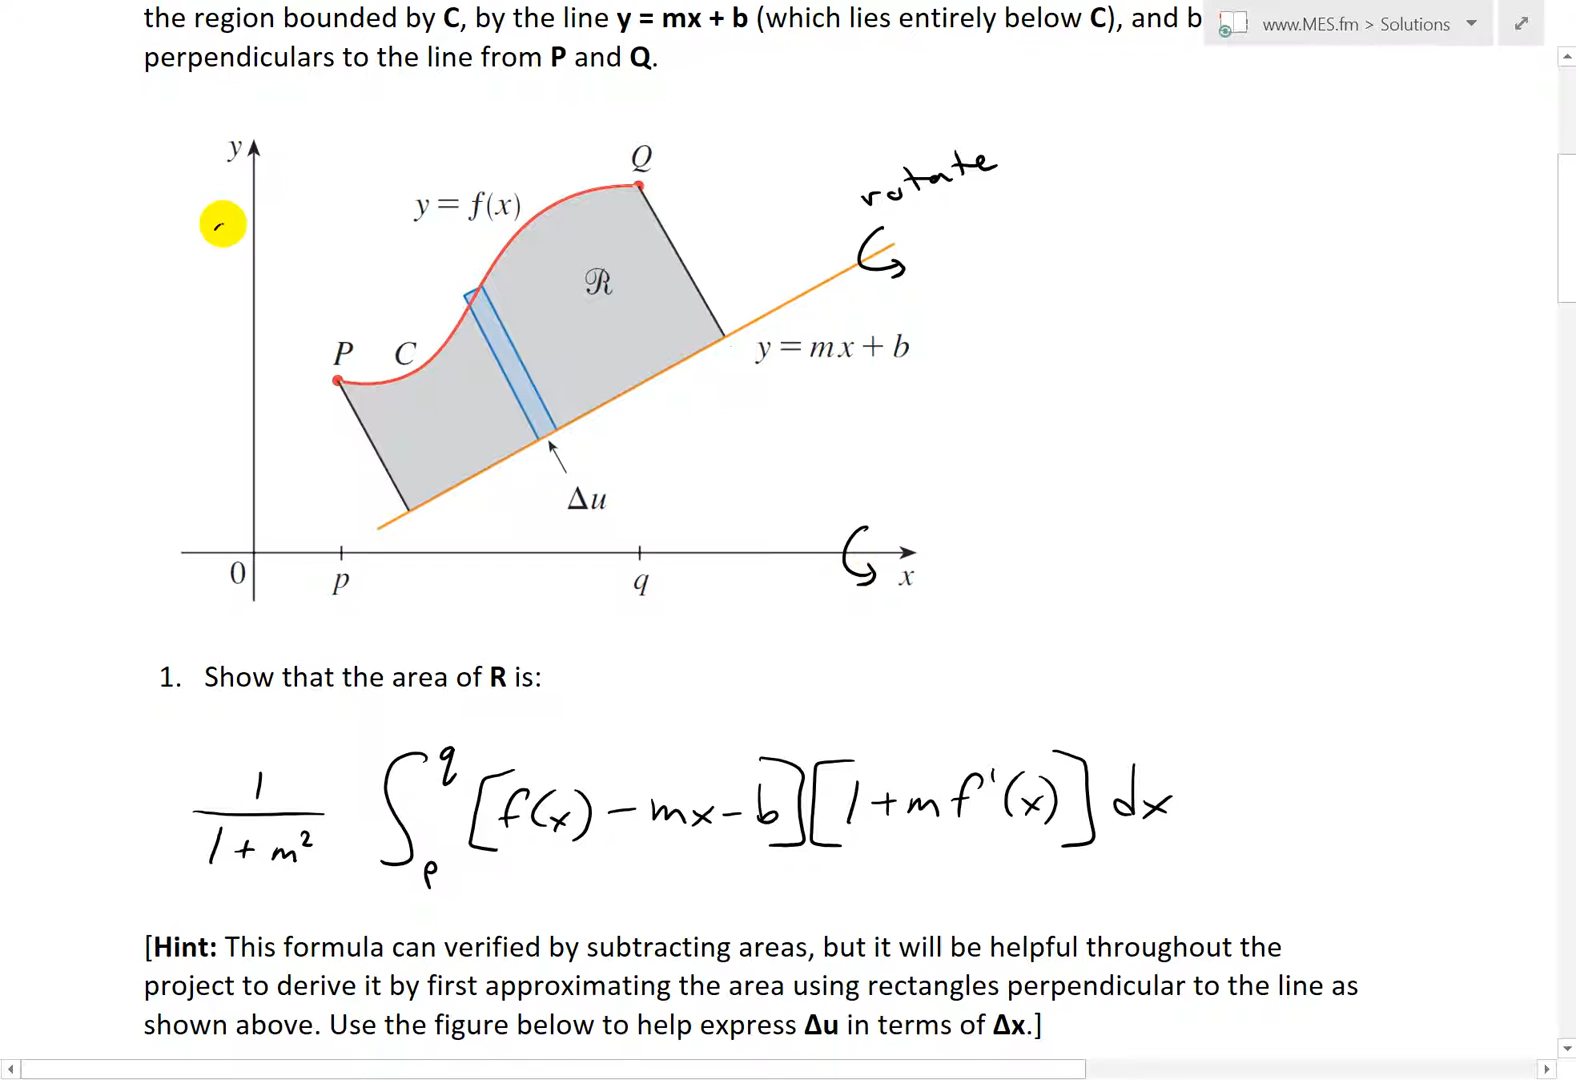 the region bounded by C, by the line y = mx + b (which lies entirely below C), and b
www.MES.fm > Solutions
perpendiculars to the line from P and Q.
y
Q
rotate
y = f(x)
ℛ
P C
y = mx + b
Δu
0 p q x
1. Show that the area of R is:
1/(1 + m²) ∫_p^q [f(x) - mx - b][1 + m f'(x)] dx
[Hint: This formula can verified by subtracting areas, but it will be helpful throughout the
project to derive it by first approximating the area using rectangles perpendicular to the line as
shown above. Use the figure below to help express Δu in terms of Δx.]